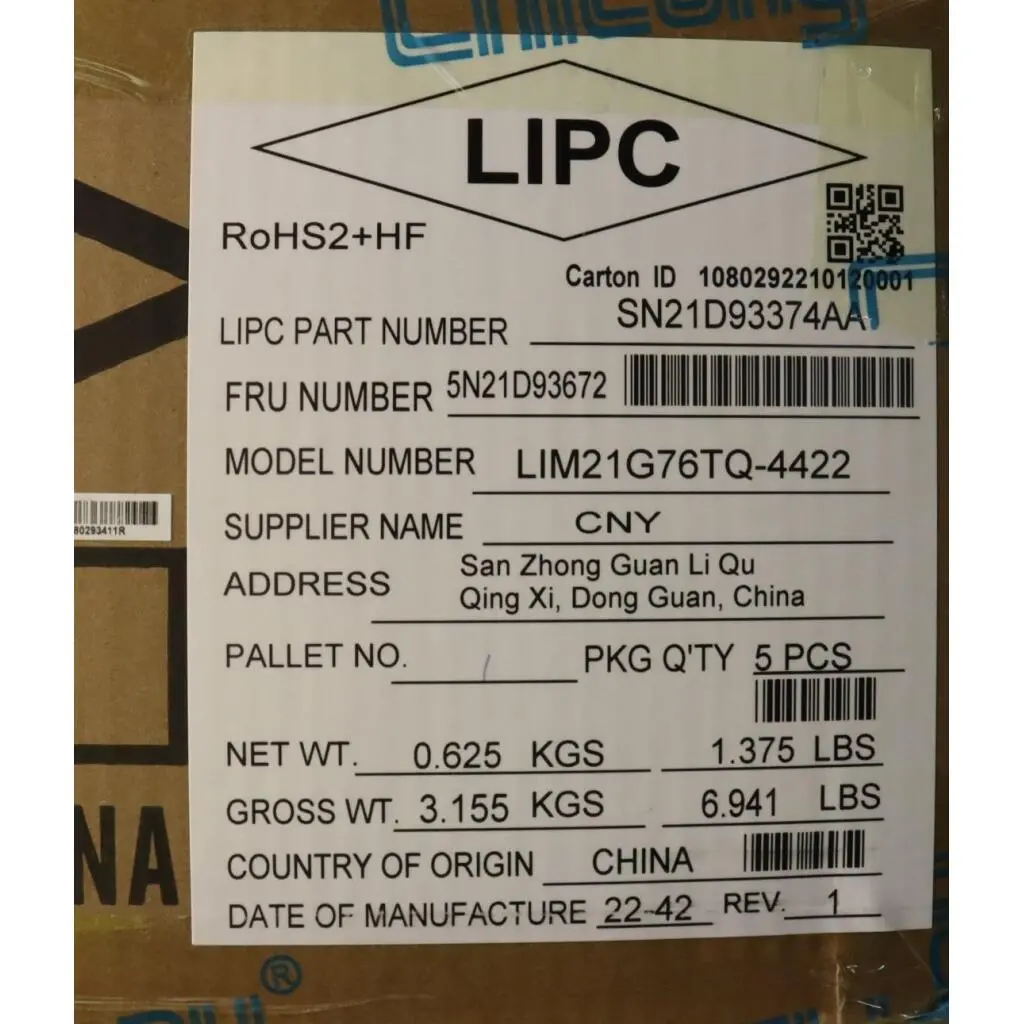 LIPC
RoHS2+HF
Carton ID 1080292210120001
LIPC PART NUMBER SN21D93374AA
FRU NUMBER 5N21D93672
MODEL NUMBER LIM21G76TQ-4422
SUPPLIER NAME CNY
ADDRESS San Zhong Guan Li Qu
Qing Xi, Dong Guan, China
PALLET NO. PKG Q'TY 5 PCS
NET WT. 0.625 KGS 1.375 LBS
GROSS WT. 3.155 KGS 6.941 LBS
COUNTRY OF ORIGIN CHINA
DATE OF MANUFACTURE 22-42 REV. 1
80293411R
NA
®